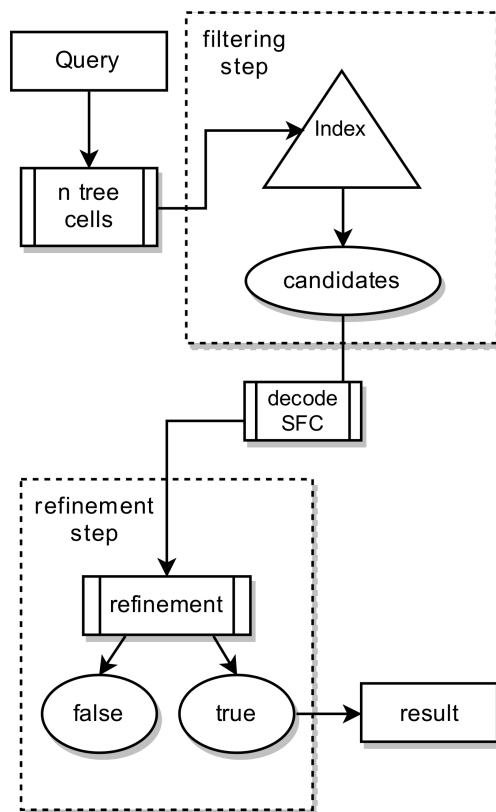 filtering
step
Query
Index
n tree
cells
candidates
decode
SFC
refinement
step
refinement
false
true
result